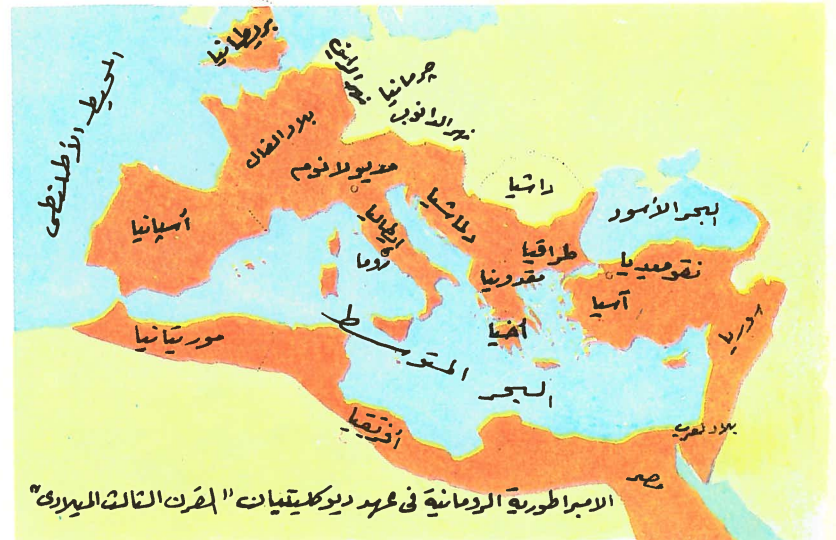 بريطانيا
المحيط الأطلنطى
نهر الراين
جرمانيا
نهر الدانوب
بلاد الغال
ميديولانوم
داشيا
البحر الأسود
أسبانيا
إيطاليا
دلماشيا
روما
طراقيا
مقدونيا
نقوميديا
آسيا
أخيا
سوريا
موريتانيا
البحر المتوسط
أفريقيا
بلاد العرب
مصر
الامبراطورية الرومانية فى عهد ديوكليتيان "القرن الثالث الميلادى"